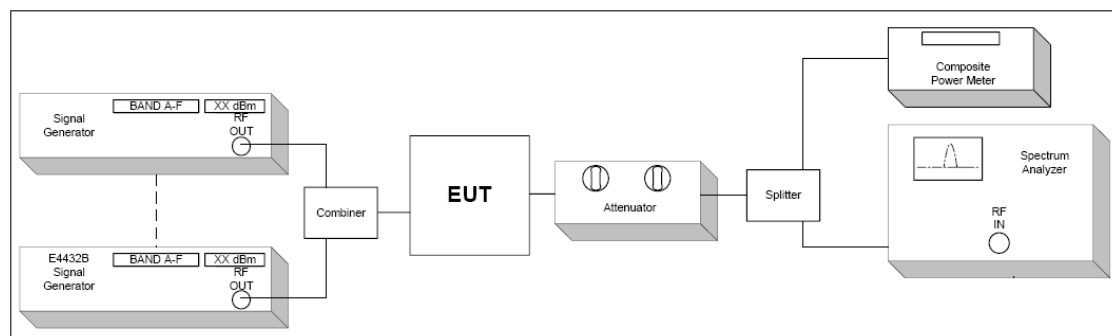 Signal
Generator
BAND A-F
XX dBm
RF
OUT
E4432B
Signal
Generator
BAND A-F
XX dBm
RF
OUT
Combiner
EUT
Attenuator
Splitter
Composite
Power Meter
Spectrum
Analyzer
RF
IN